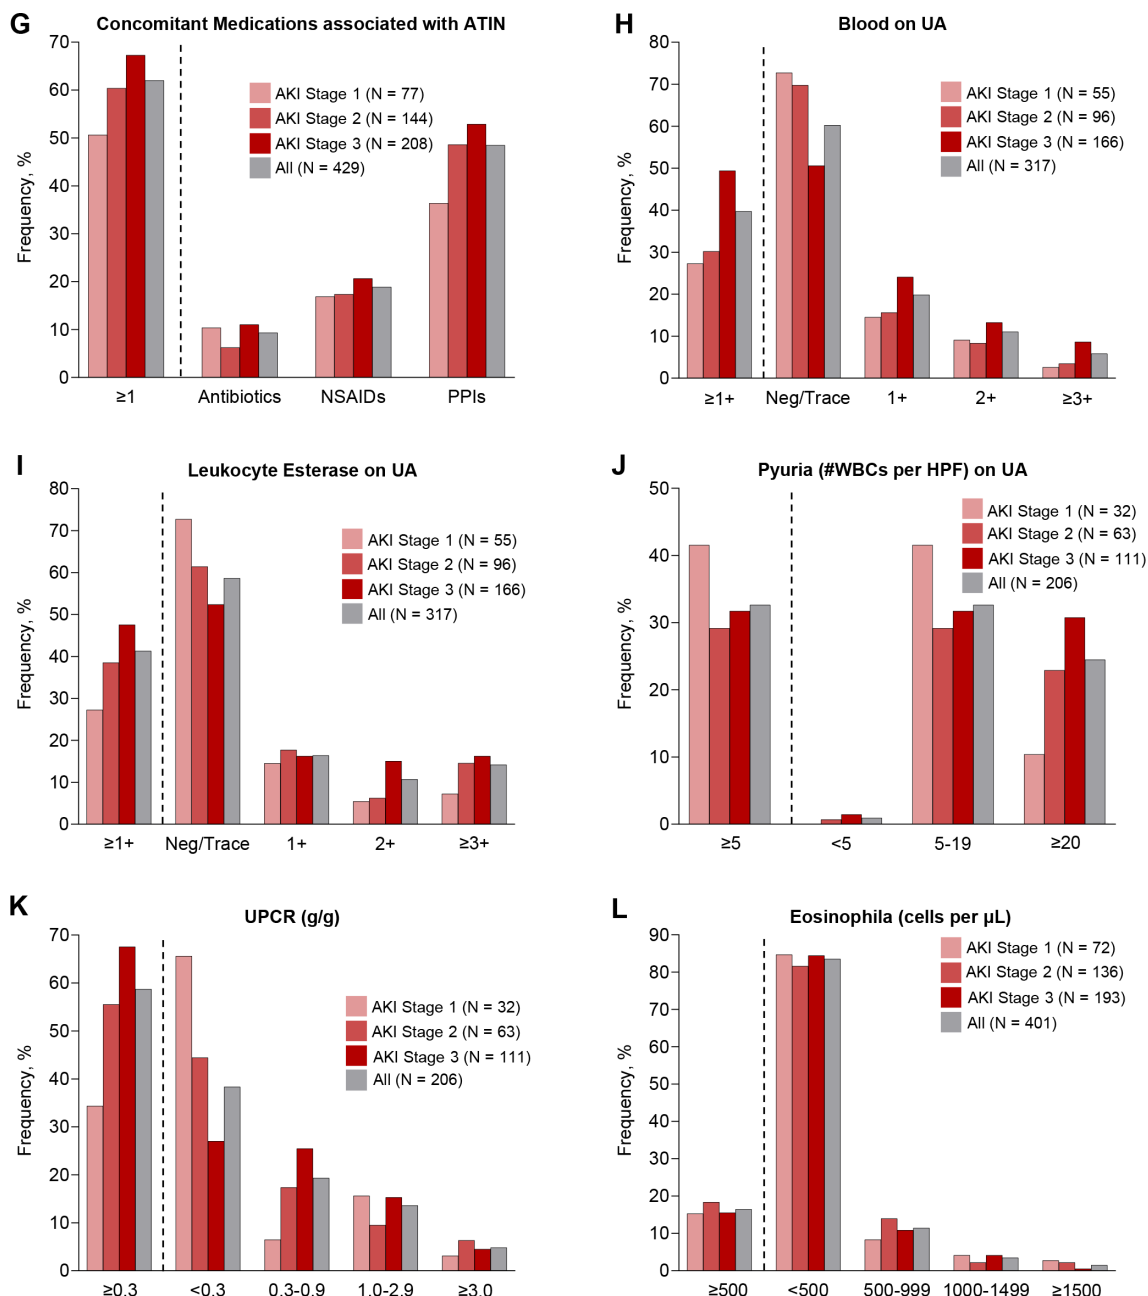 G
Concomitant Medications associated with ATIN
Frequency, %
70
60
50
40
30
20
10
0
AKI Stage 1 (N = 77)
AKI Stage 2 (N = 144)
AKI Stage 3 (N = 208)
All (N = 429)
≥1
Antibiotics
NSAIDs
PPIs
H
Blood on UA
Frequency, %
80
70
60
50
40
30
20
10
0
AKI Stage 1 (N = 55)
AKI Stage 2 (N = 96)
AKI Stage 3 (N = 166)
All (N = 317)
≥1+
Neg/Trace
1+
2+
≥3+
I
Leukocyte Esterase on UA
Frequency, %
80
70
60
50
40
30
20
10
0
AKI Stage 1 (N = 55)
AKI Stage 2 (N = 96)
AKI Stage 3 (N = 166)
All (N = 317)
≥1+
Neg/Trace
1+
2+
≥3+
J
Pyuria (#WBCs per HPF) on UA
Frequency, %
50
40
30
20
10
0
AKI Stage 1 (N = 32)
AKI Stage 2 (N = 63)
AKI Stage 3 (N = 111)
All (N = 206)
≥5
<5
5-19
≥20
K
UPCR (g/g)
Frequency, %
70
60
50
40
30
20
10
0
AKI Stage 1 (N = 32)
AKI Stage 2 (N = 63)
AKI Stage 3 (N = 111)
All (N = 206)
≥0.3
<0.3
0.3-0.9
1.0-2.9
≥3.0
L
Eosinophila (cells per µL)
Frequency, %
90
80
70
60
50
40
30
20
10
0
AKI Stage 1 (N = 72)
AKI Stage 2 (N = 136)
AKI Stage 3 (N = 193)
All (N = 401)
≥500
<500
500-999
1000-1499
≥1500